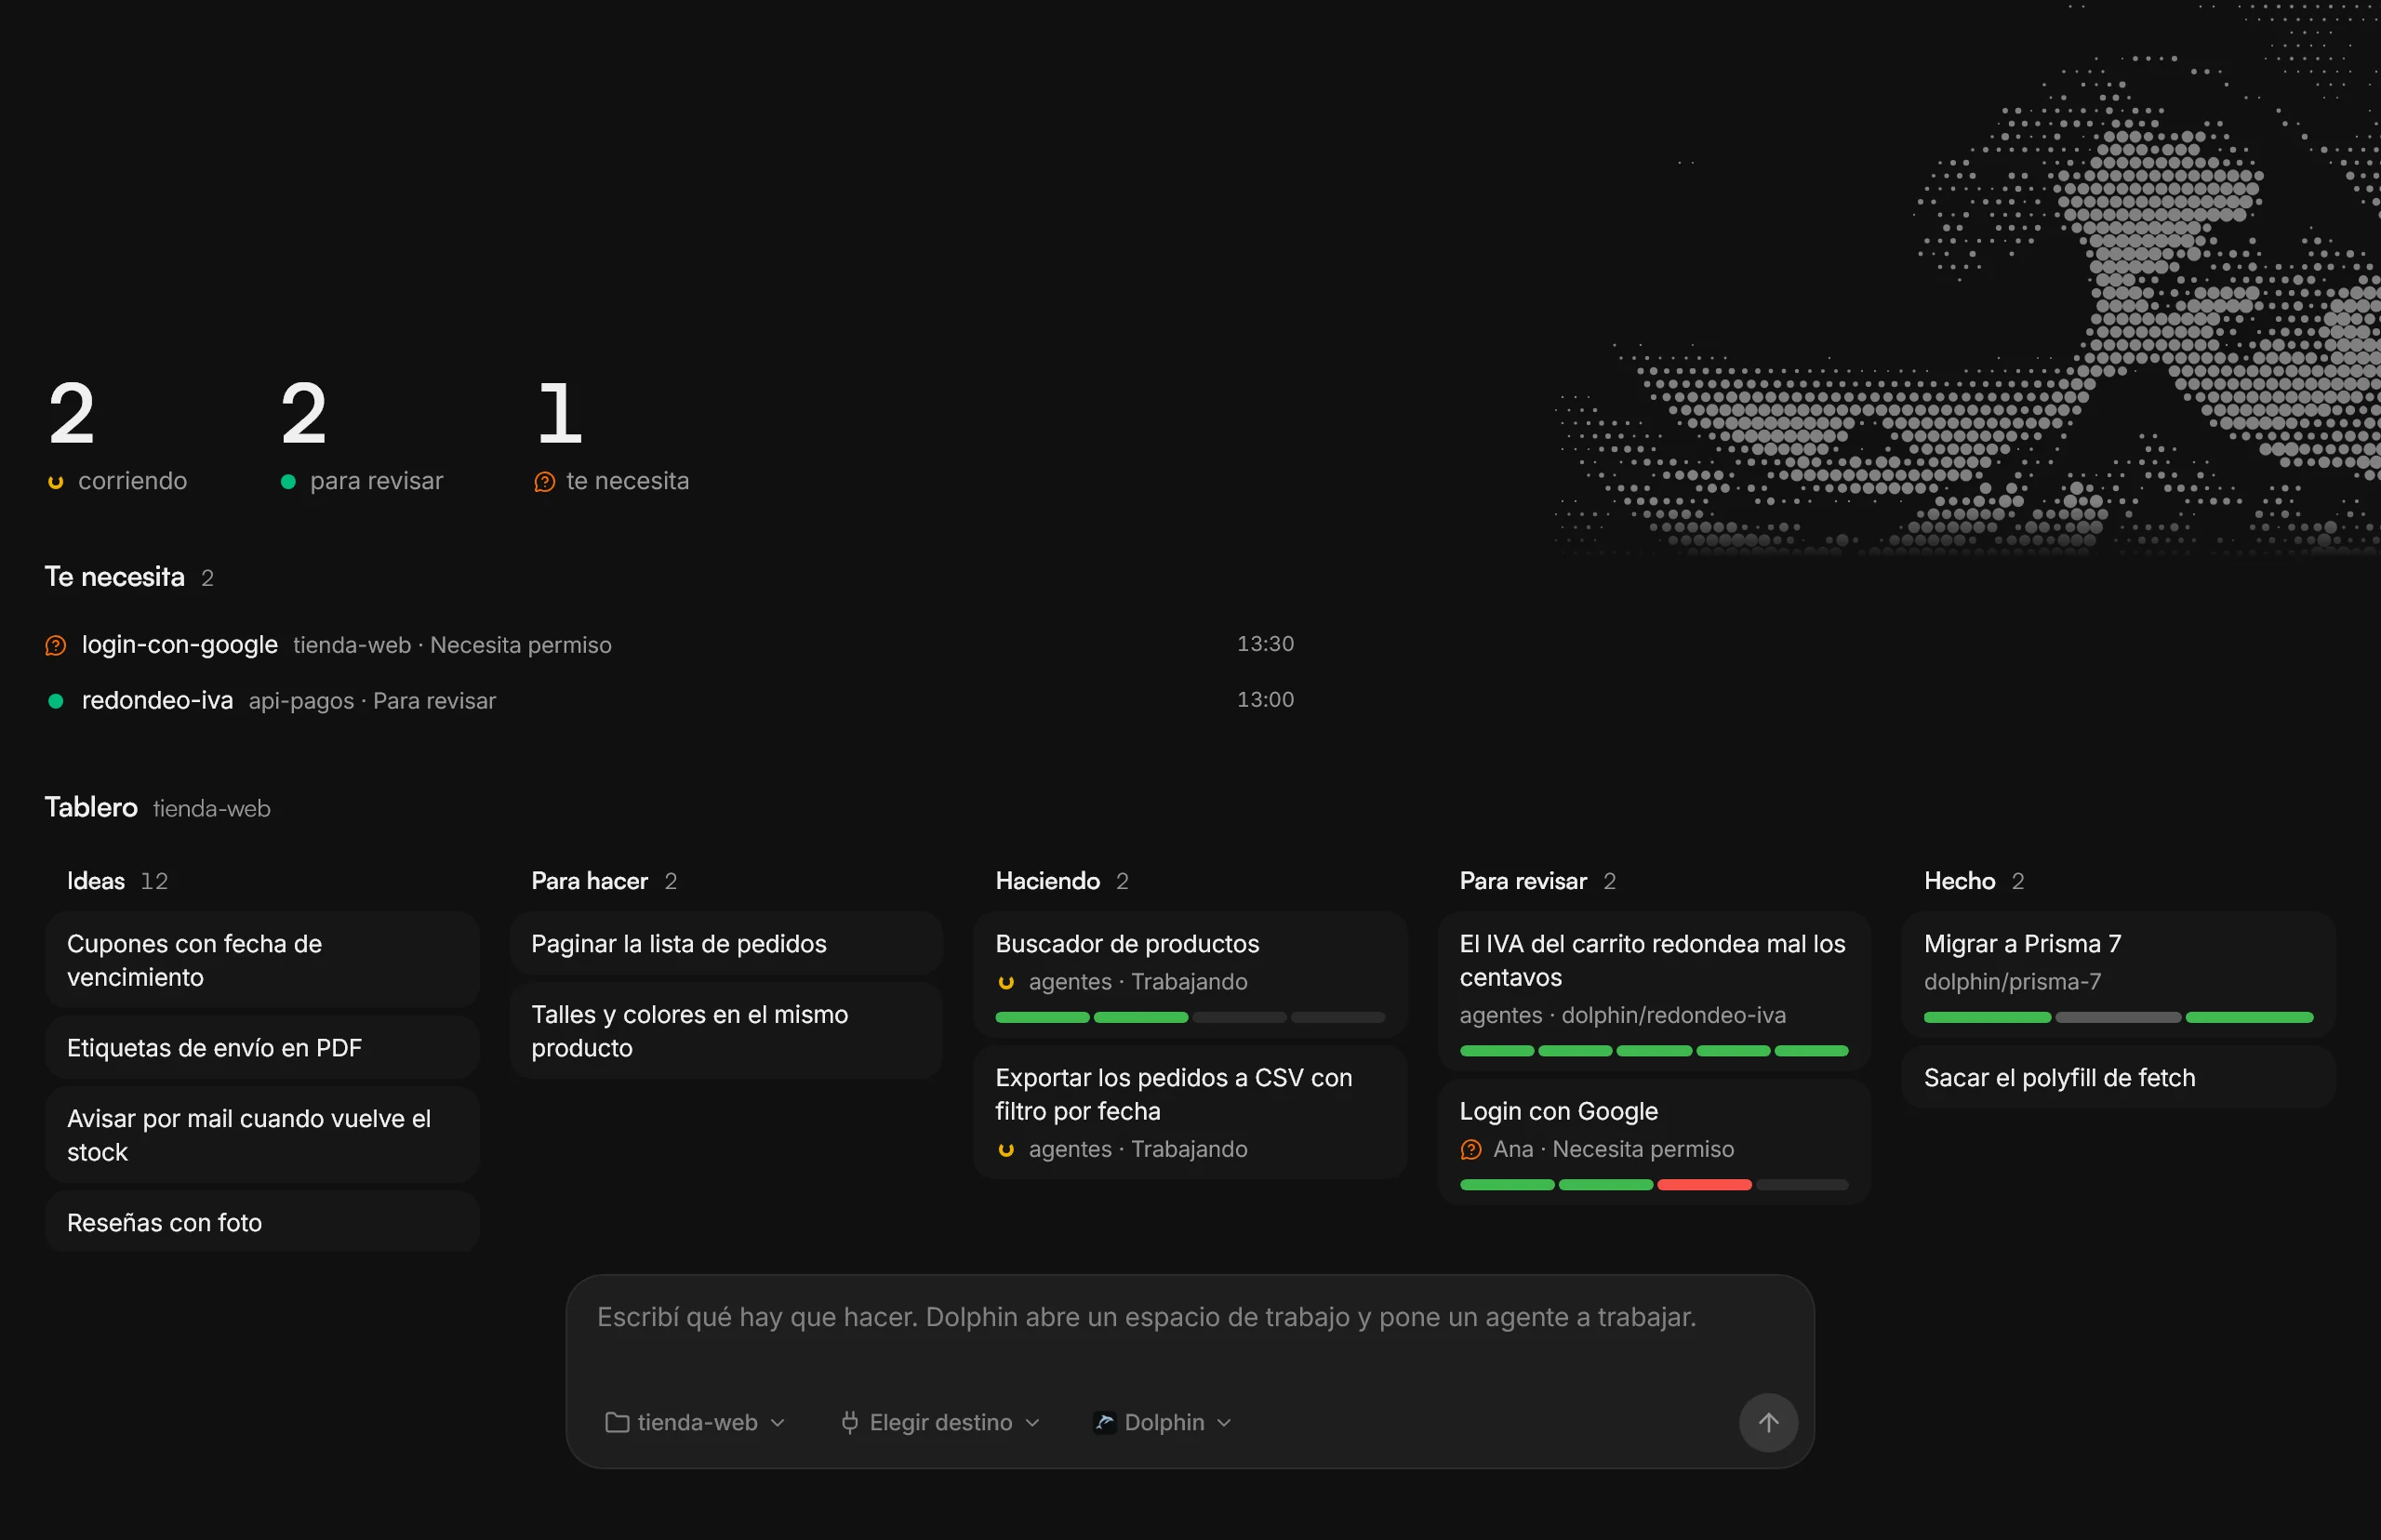 2
corriendo
2
para revisar
1
te necesita
Te necesita 2
login-con-google tienda-web · Necesita permiso 13:30
redondeo-iva api-pagos · Para revisar 13:00
Tablero tienda-web
Ideas 12
Cupones con fecha de
vencimiento
Etiquetas de envío en PDF
Avisar por mail cuando vuelve el
stock
Reseñas con foto
Para hacer 2
Paginar la lista de pedidos
Talles y colores en el mismo
producto
Haciendo 2
Buscador de productos
agentes · Trabajando
Exportar los pedidos a CSV con
filtro por fecha
agentes · Trabajando
Para revisar 2
El IVA del carrito redondea mal los
centavos
agentes · dolphin/redondeo-iva
Login con Google
Ana · Necesita permiso
Hecho 2
Migrar a Prisma 7
dolphin/prisma-7
Sacar el polyfill de fetch
Escribí qué hay que hacer. Dolphin abre un espacio de trabajo y pone un agente a trabajar.
tienda-web
Elegir destino
Dolphin